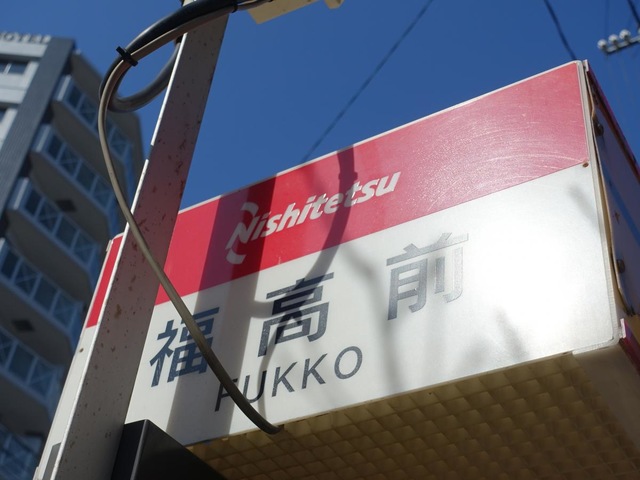 Nishitetsu
福高前
FUKKO